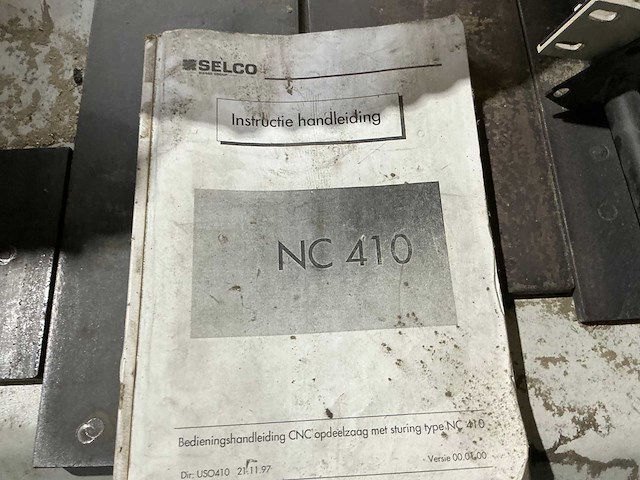 SELCO
Instructie handleiding
NC 410
Bedieningshandleiding CNC opdeelzaag met sturing type NC 410
Versie 00.01.00
Dir: USO410 21.11.97